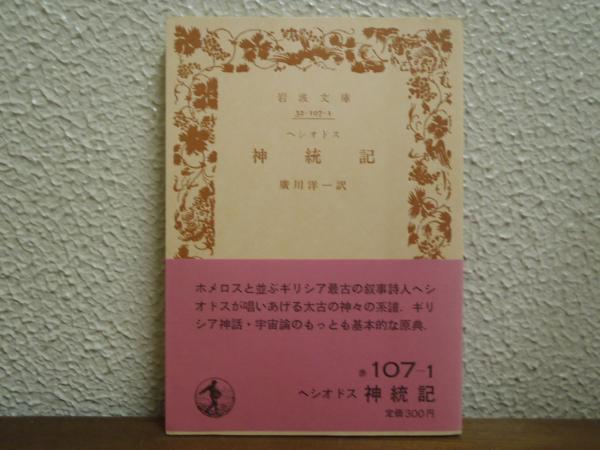 岩波文庫
32-107-1
ヘシオドス
神統記
廣川洋一訳
ホメロスと並ぶギリシア最古の叙事詩人ヘシ
オドスが唱いあげる太古の神々の系譜．ギリ
シア神話・宇宙論のもっとも基本的な原典．
赤 107-1
ヘシオドス 神統記
定価300円